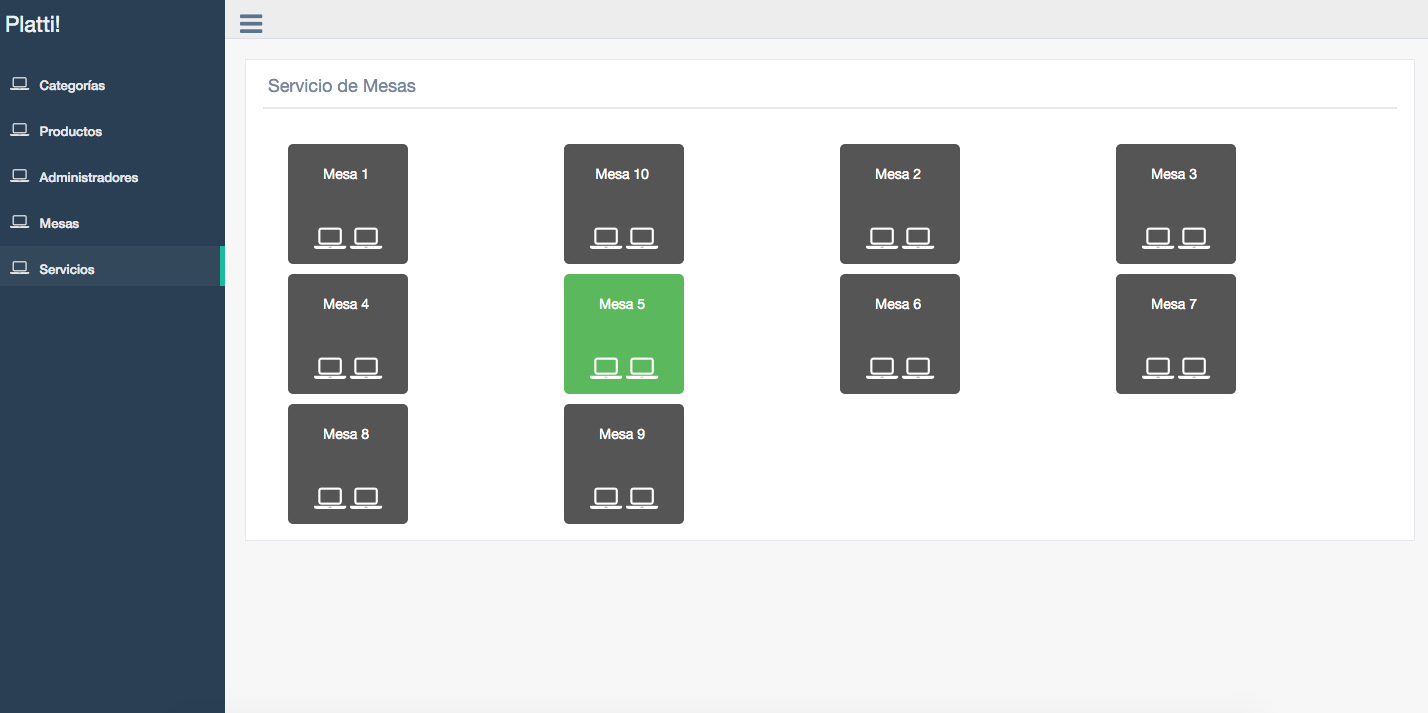 Platti!
Categorías
Productos
Administradores
Mesas
Servicios
Servicio de Mesas
Mesa 1
Mesa 10
Mesa 2
Mesa 3
Mesa 4
Mesa 5
Mesa 6
Mesa 7
Mesa 8
Mesa 9